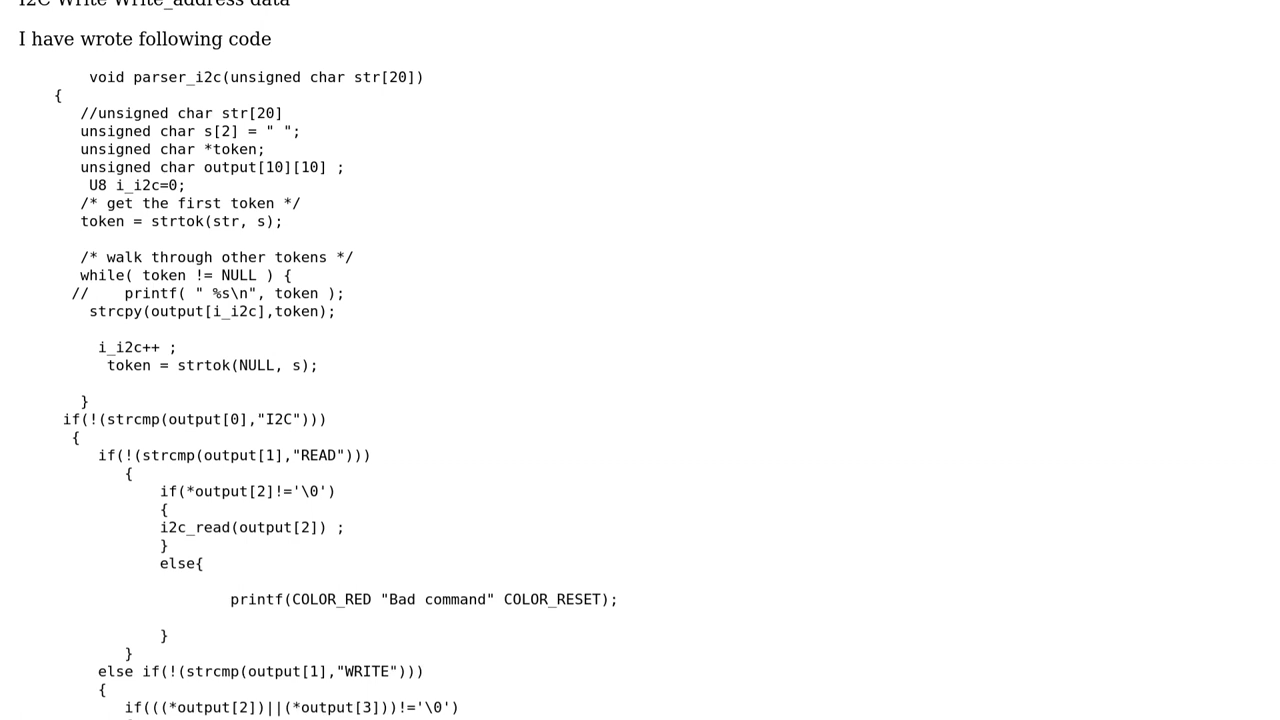 I2C Write Write_address data
I have wrote following code
void parser_i2c(unsigned char str[20])
{
//unsigned char str[20]
unsigned char s[2] = " ";
unsigned char *token;
unsigned char output[10][10] ;
U8 i_i2c=0;
/* get the first token */
token = strtok(str, s);
/* walk through other tokens */
while( token != NULL ) {
//    printf( " %s\n", token );
strcpy(output[i_i2c],token);
i_i2c++ ;
token = strtok(NULL, s);
}
if(!(strcmp(output[0],"I2C")))
{
if(!(strcmp(output[1],"READ")))
{
if(*output[2]!='\0')
{
i2c_read(output[2]) ;
}
else{
printf(COLOR_RED "Bad command" COLOR_RESET);
}
}
else if(!(strcmp(output[1],"WRITE")))
{
if(((*output[2])||(*output[3]))!='\0')